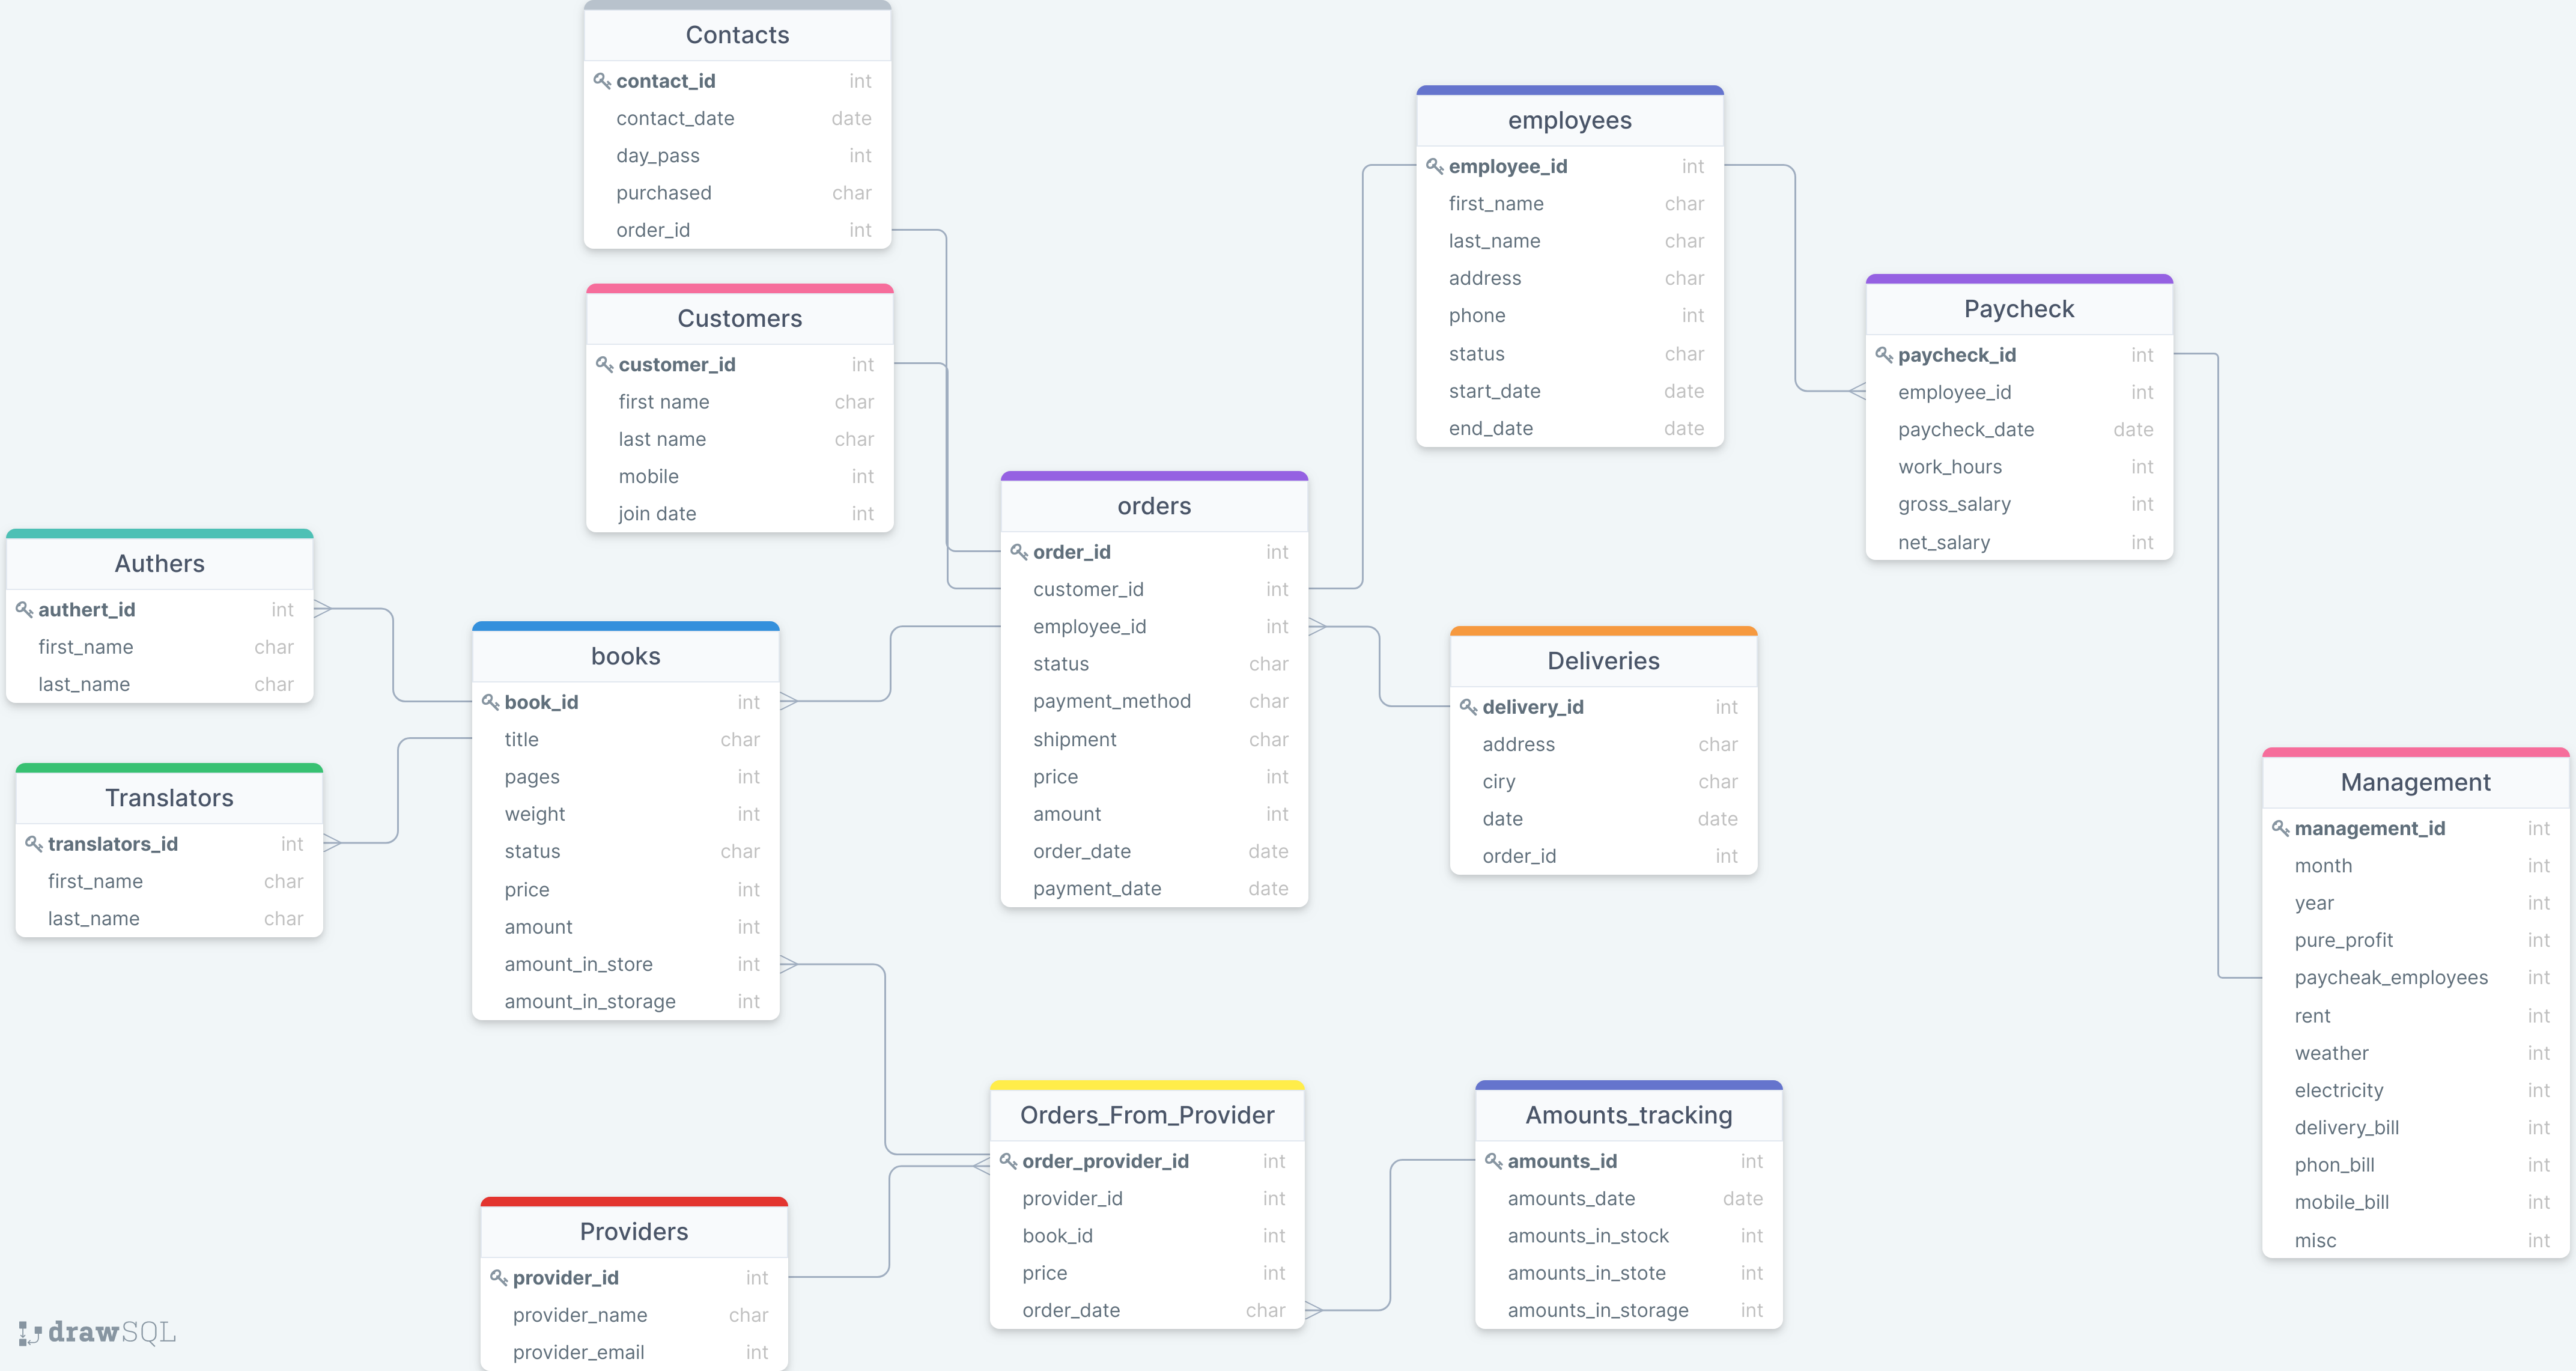 Contacts
contact_id int
contact_date date
day_pass int
purchased char
order_id int
Customers
customer_id int
first name char
last name char
mobile int
join date int
Authers
authert_id int
first_name char
last_name char
Translators
translators_id int
first_name char
last_name char
books
book_id int
title char
pages int
weight int
status char
price int
amount int
amount_in_store int
amount_in_storage int
Providers
provider_id int
provider_name char
provider_email int
orders
order_id int
customer_id int
employee_id int
status char
payment_method char
shipment char
price int
amount int
order_date date
payment_date date
Orders_From_Provider
order_provider_id int
provider_id int
book_id int
price int
order_date char
employees
employee_id int
first_name char
last_name char
address char
phone int
status char
start_date date
end_date date
Deliveries
delivery_id int
address char
ciry char
date date
order_id int
Amounts_tracking
amounts_id int
amounts_date date
amounts_in_stock int
amounts_in_stote int
amounts_in_storage int
Paycheck
paycheck_id int
employee_id int
paycheck_date date
work_hours int
gross_salary int
net_salary int
Management
management_id int
month int
year int
pure_profit int
paycheak_employees int
rent int
weather int
electricity int
delivery_bill int
phon_bill int
mobile_bill int
misc int
drawSQL